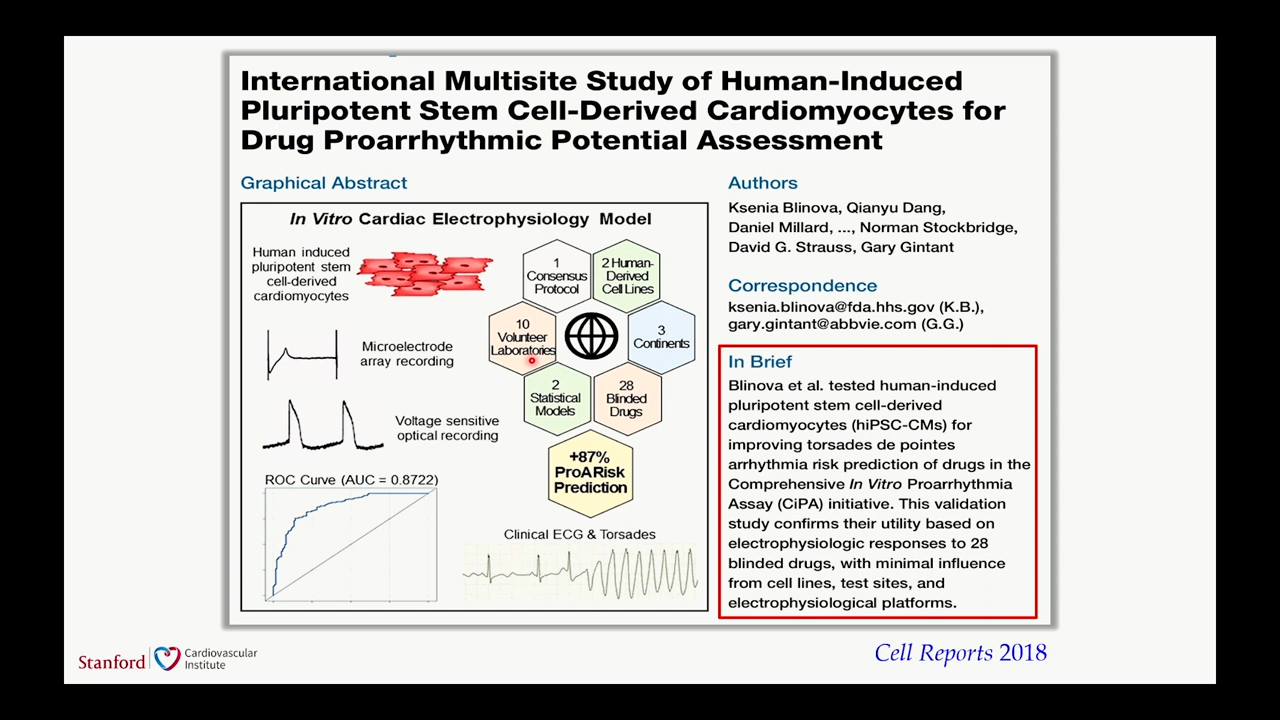 International Multisite Study of Human-Induced
Pluripotent Stem Cell-Derived Cardiomyocytes for
Drug Proarrhythmic Potential Assessment
Graphical Abstract
In Vitro Cardiac Electrophysiology Model
Human induced
pluripotent stem
cell-derived
cardiomyocytes
Microelectrode
array recording
Voltage sensitive
optical recording
ROC Curve (AUC = 0.8722)
1
Consensus
Protocol
2 Human-
Derived
Cell Lines
10
Volunteer
Laboratories
3
Continents
2
Statistical
Models
28
Blinded
Drugs
+87%
ProARisk
Prediction
Clinical ECG & Torsades
Authors
Ksenia Blinova, Qianyu Dang,
Daniel Millard, ..., Norman Stockbridge,
David G. Strauss, Gary Gintant
Correspondence
ksenia.blinova@fda.hhs.gov (K.B.),
gary.gintant@abbvie.com (G.G.)
In Brief
Blinova et al. tested human-induced
pluripotent stem cell-derived
cardiomyocytes (hiPSC-CMs) for
improving torsades de pointes
arrhythmia risk prediction of drugs in the
Comprehensive In Vitro Proarrhythmia
Assay (CiPA) initiative. This validation
study confirms their utility based on
electrophysiologic responses to 28
blinded drugs, with minimal influence
from cell lines, test sites, and
electrophysiological platforms.
Stanford
Cardiovascular
Institute
Cell Reports 2018